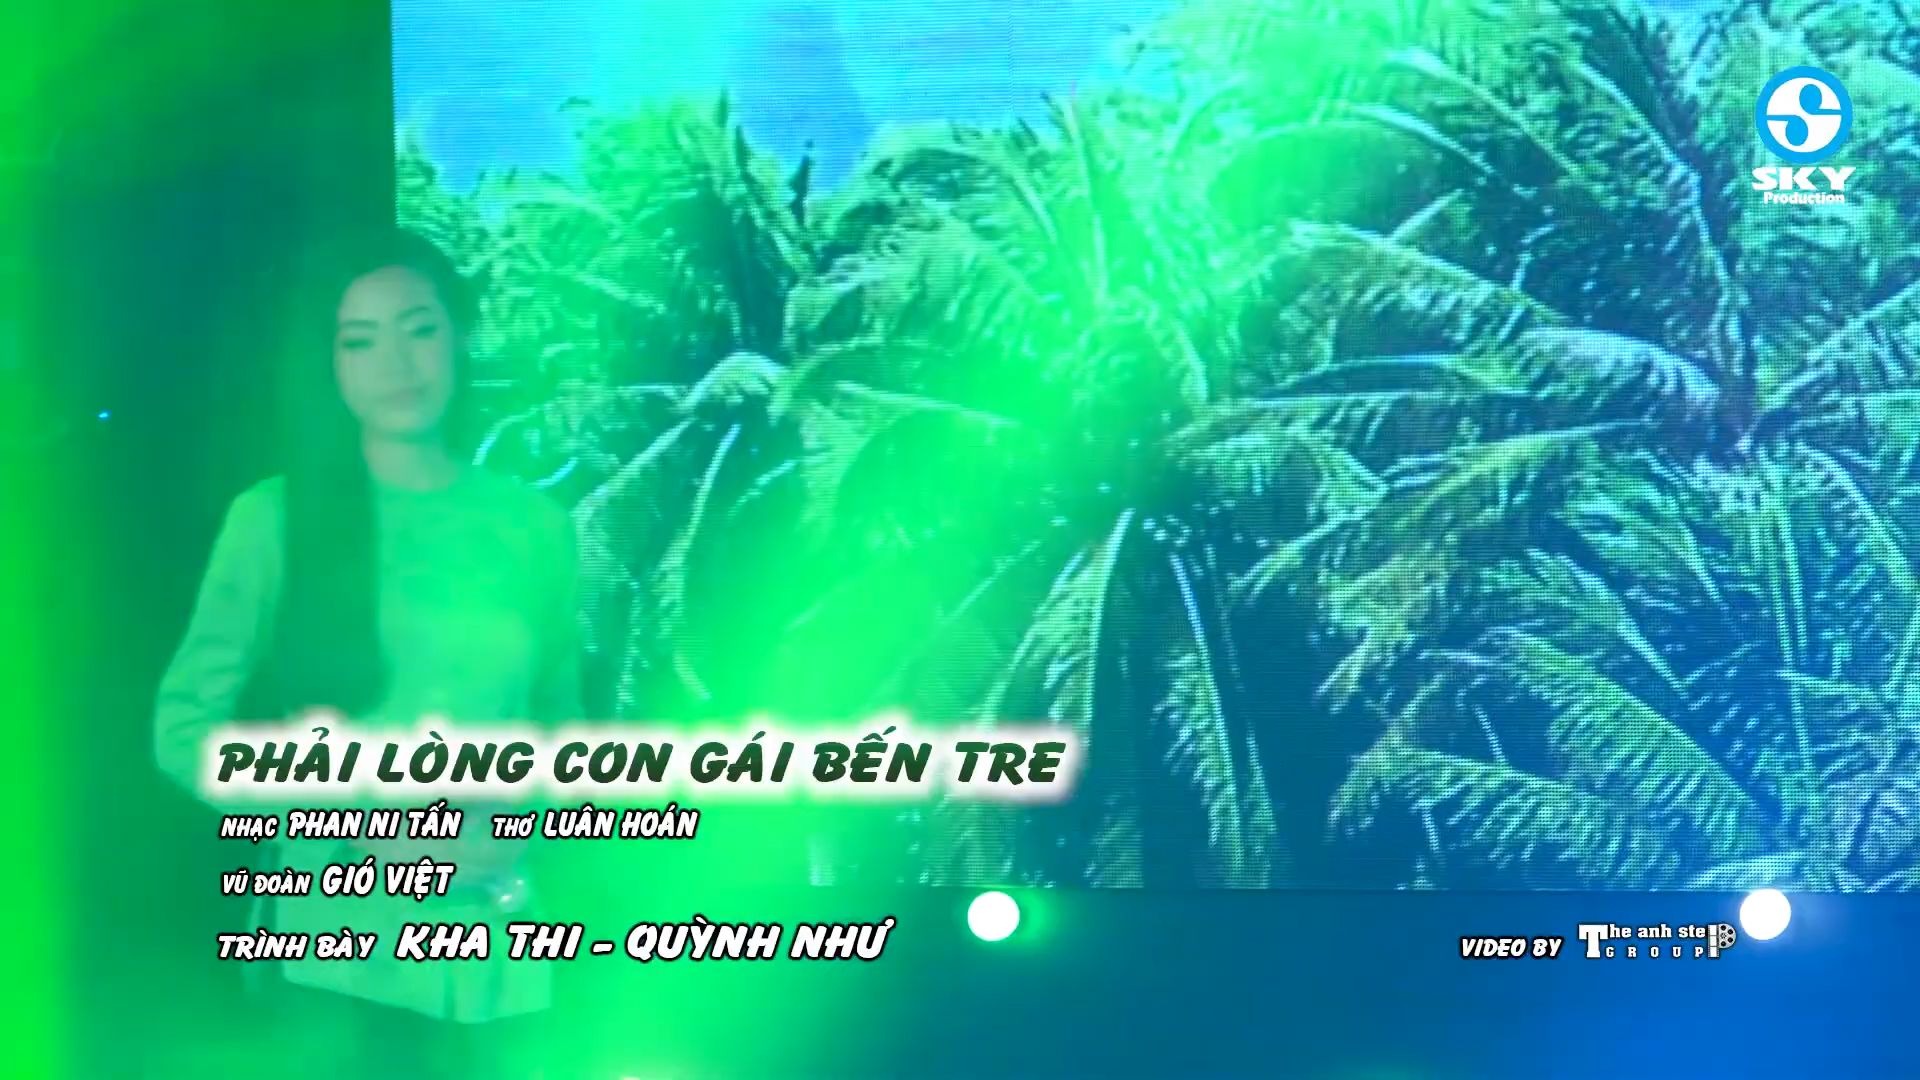 SKY
Production
PHẢI LÒNG CON GÁI BẾN TRE
NHẠC PHAN NI TẤN THƠ LUÂN HOÁN
VŨ ĐOÀN GIÓ VIỆT
TRÌNH BÀY KHA THI - QUỲNH NHƯ
VIDEO BY The anh step
GROUP